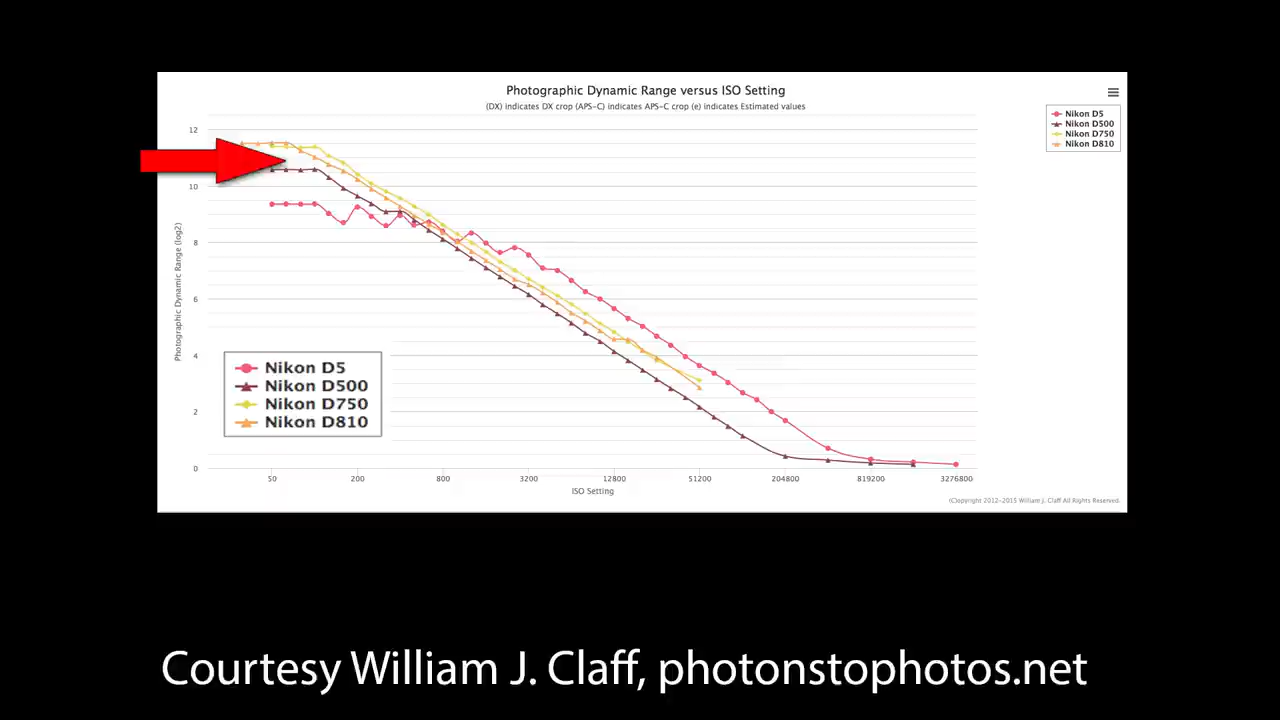 Photographic Dynamic Range versus ISO Setting
(DX) indicates DX crop (APS-C) indicates APS-C crop (e) indicates Estimated values
Nikon D5
Nikon D500
Nikon D750
Nikon D810
12
10
8
6
4
2
0
Photographic Dynamic Range (log2)
Nikon D5
Nikon D500
Nikon D750
Nikon D810
50 200 800 3200 12800 51200 204800 819200 3276800
ISO Setting
(C)opyright 2012-2015 William J. Claff All Rights Reserved.
Courtesy William J. Claff, photonstophotos.net